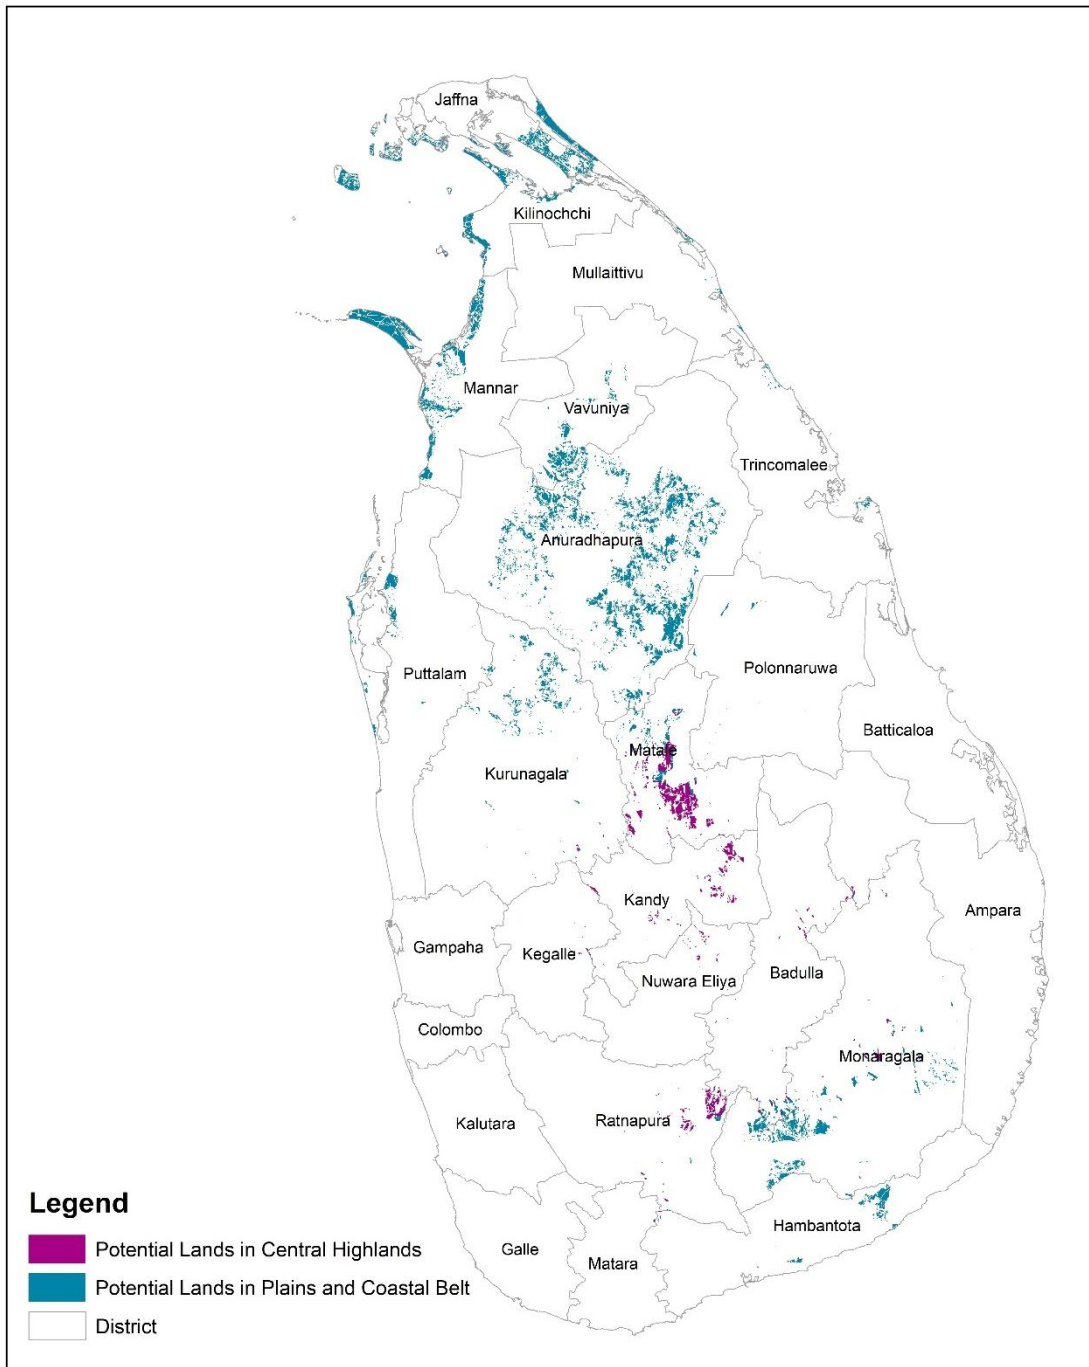 Jaffna
Kilinochchi
Mullaittivu
Mannar
Vavuniya
Trincomalee
Anuradhapura
Puttalam
Polonnaruwa
Batticaloa
Matale
Kurunagala
Kandy
Ampara
Gampaha
Kegalle
Nuwara Eliya
Badulla
Colombo
Monaragala
Kalutara
Ratnapura
Hambantota
Galle
Matara
Legend
Potential Lands in Central Highlands
Potential Lands in Plains and Coastal Belt
District